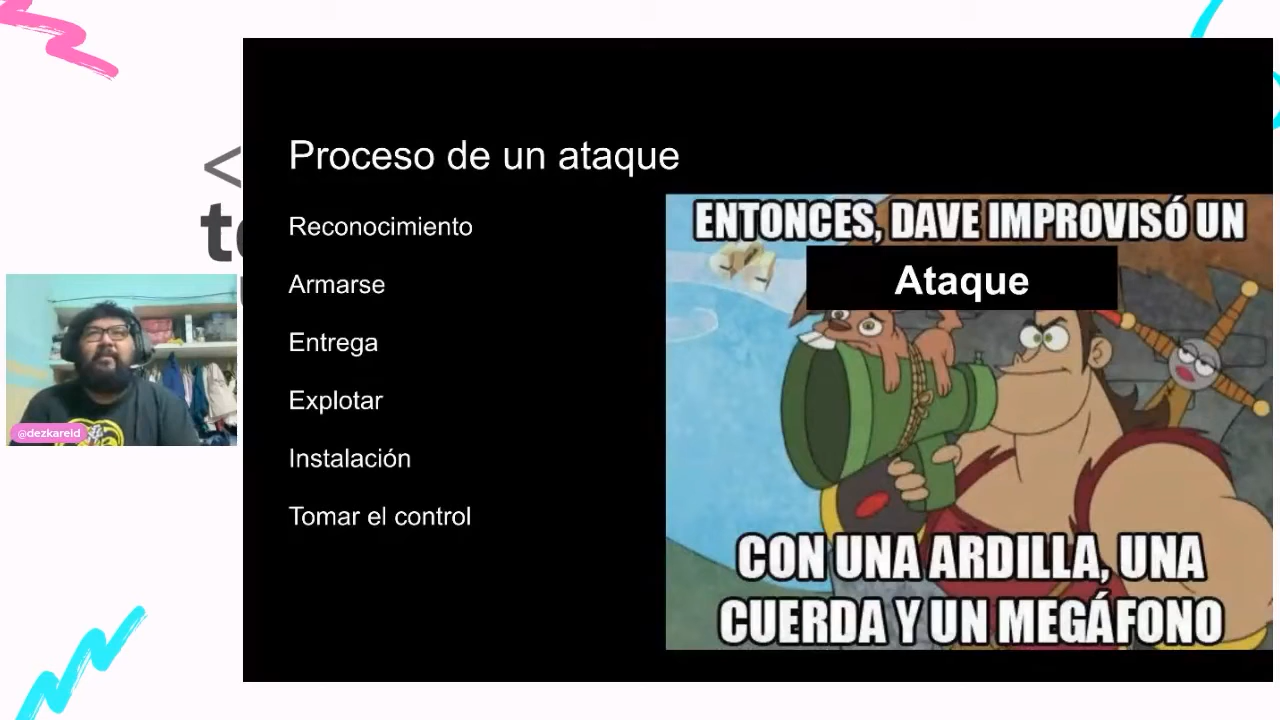 Proceso de un ataque
Reconocimiento
Armarse
Entrega
Explotar
Instalación
Tomar el control
ENTONCES, DAVE IMPROVISÓ UN
Ataque
CON UNA ARDILLA, UNA
CUERDA Y UN MEGÁFONO
<
@dezkareid